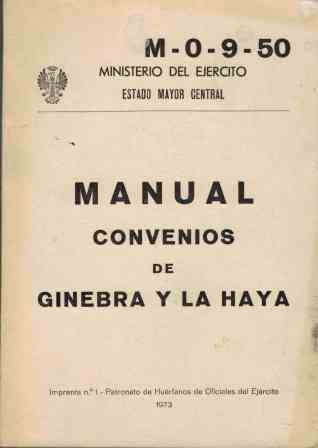 M-0-9-50
MINISTERIO DEL EJERCITO
ESTADO MAYOR CENTRAL
MANUAL
CONVENIOS
DE
GINEBRA Y LA HAYA
Imprenta n.º 1 - Patronato de Huérfanos de Oficiales del Ejército
1973